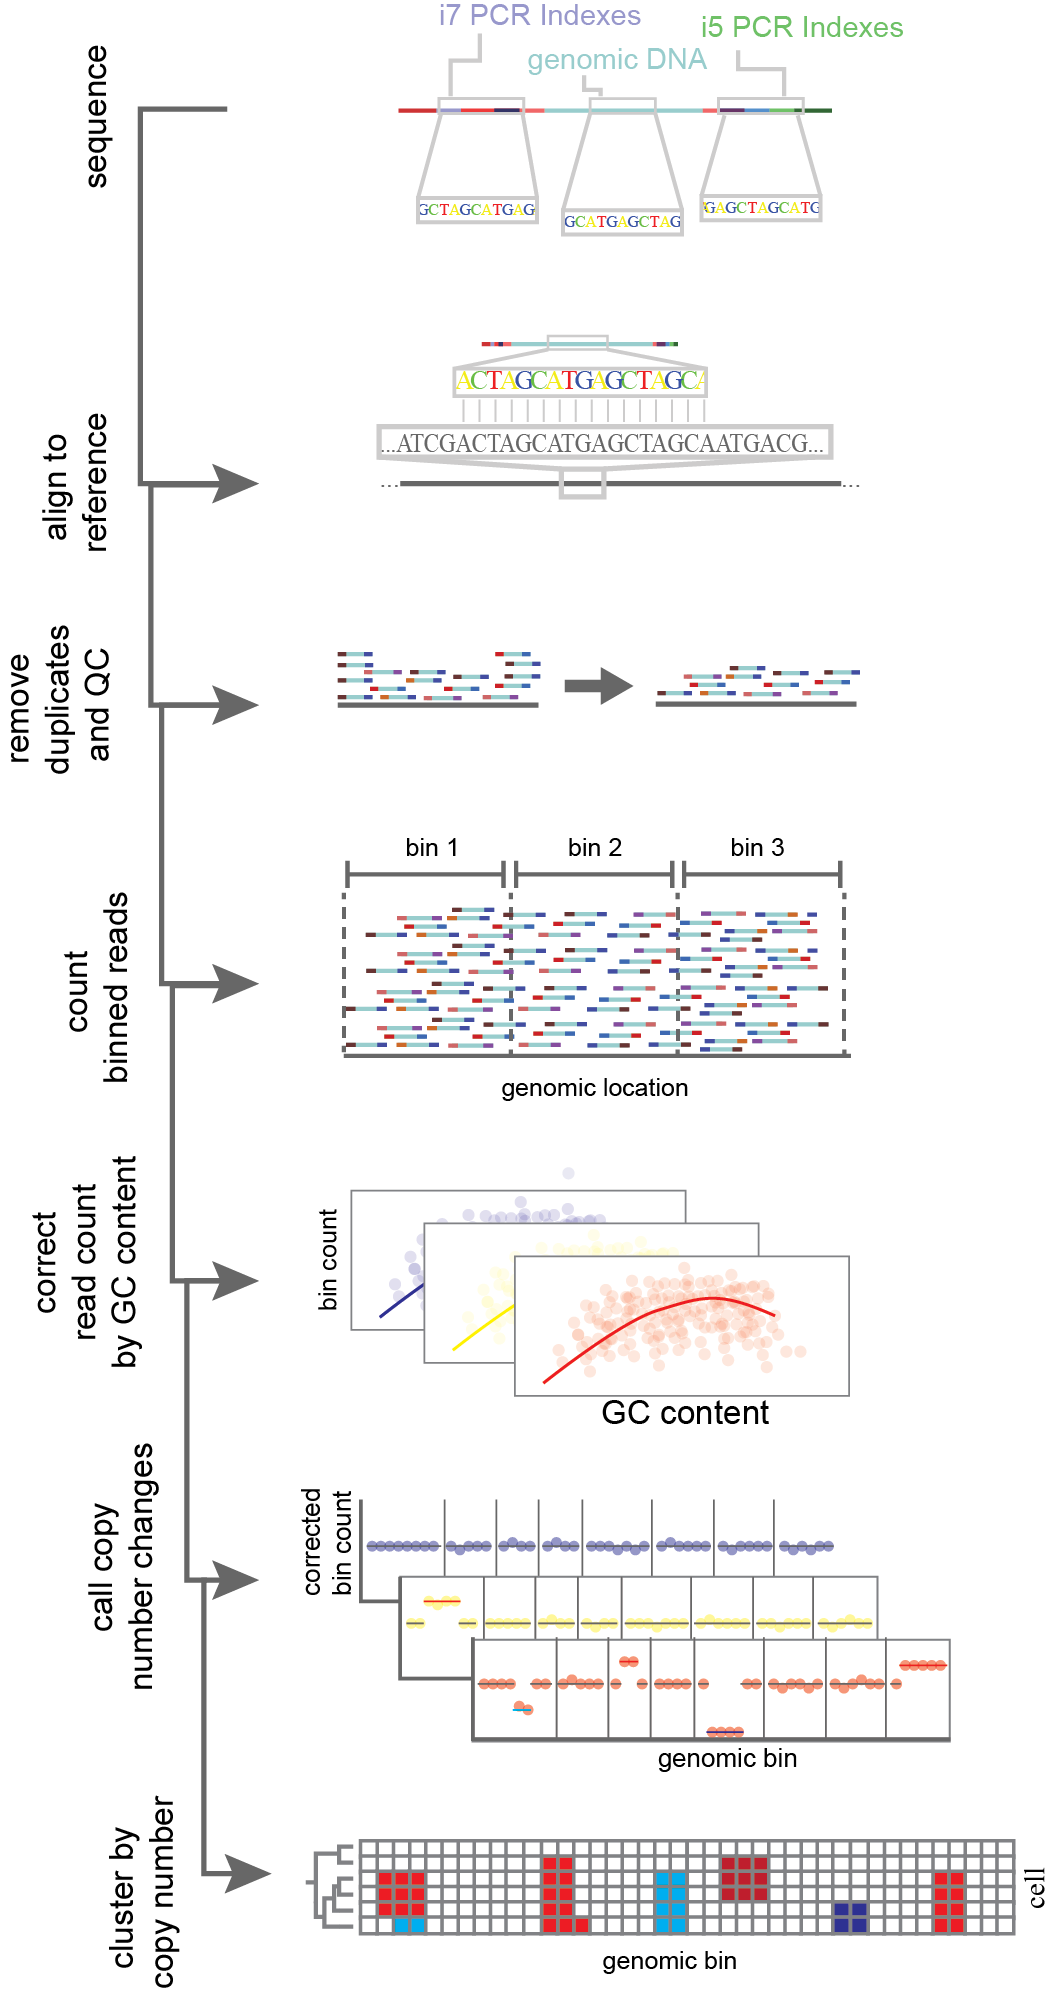 i7 PCR Indexes
i5 PCR Indexes
genomic DNA
sequence
GCTAGCATGAG
GCATGAGCTAG
GAGCTAGCATG
ACTAGCATGAGCTAGCA
align to
reference
...ATCGACTAGCATGAGCTAGCAATGACG...
remove
duplicates
and QC
bin 1
bin 2
bin 3
count
binned reads
genomic location
correct
read count
by GC content
bin count
GC content
call copy
number changes
corrected
bin count
genomic bin
cluster by
copy number
cell
genomic bin